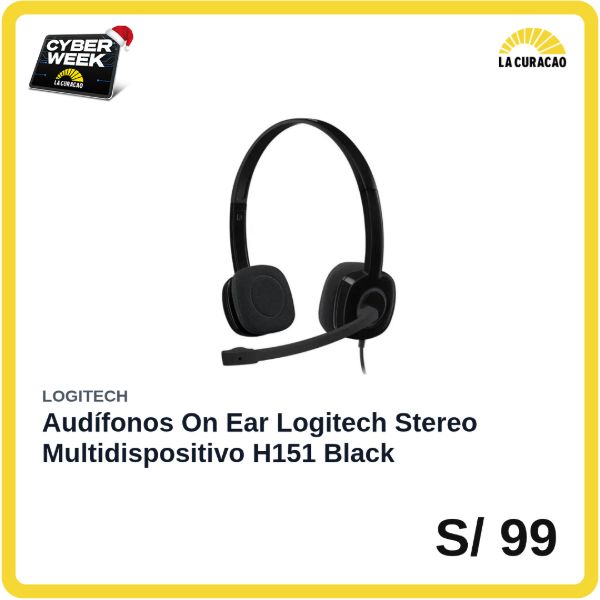 CYBER
WEEK
LA CURACAO
LA CURACAO
LOGITECH
Audífonos On Ear Logitech Stereo
Multidispositivo H151 Black
S/ 99